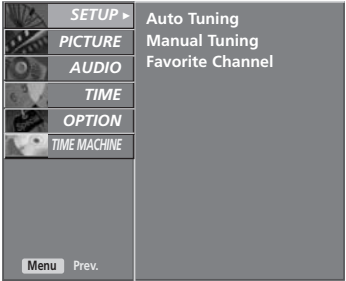 SETUP ▶
PICTURE
AUDIO
TIME
OPTION
TIME MACHINE
Auto Tuning
Manual Tuning
Favorite Channel
Menu Prev.